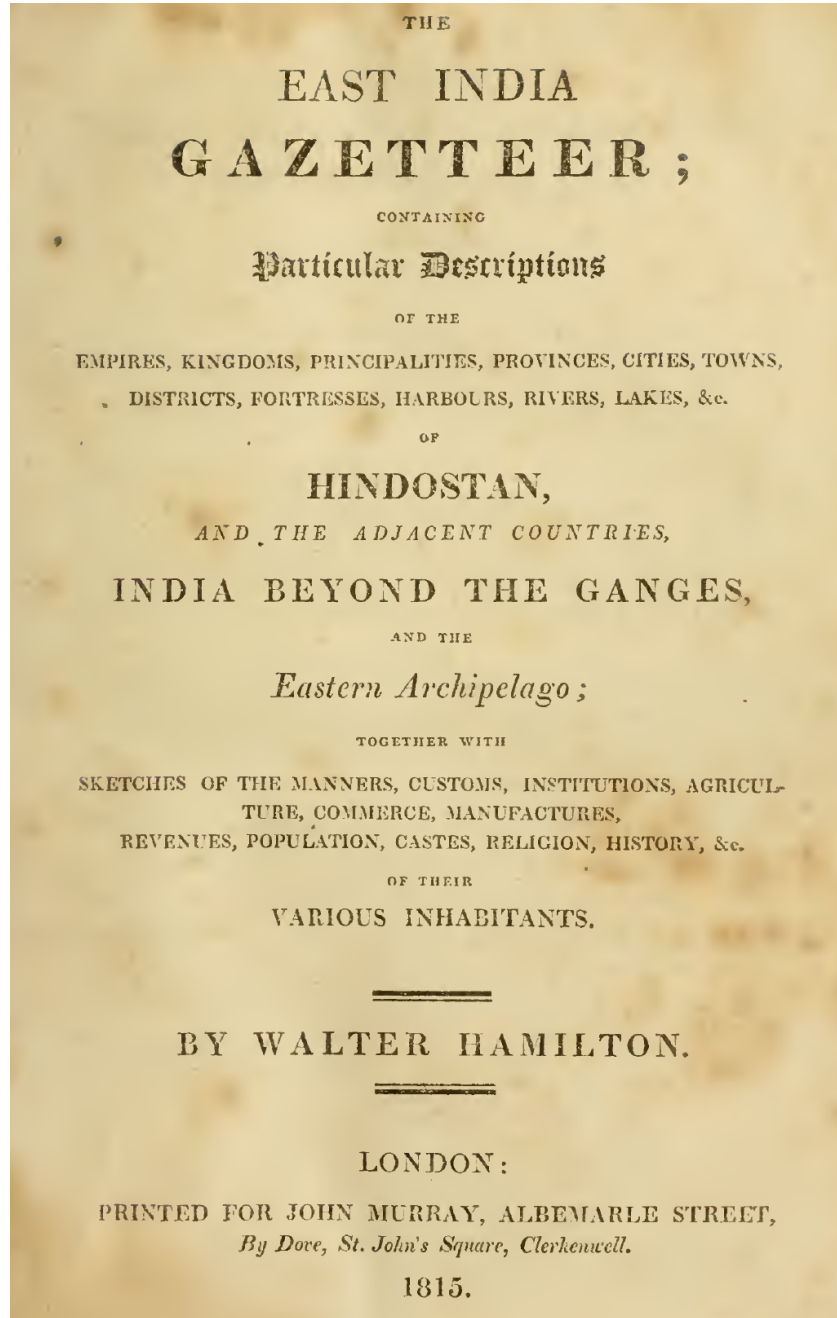 THE
EAST INDIA
GAZETTEER;
CONTAINING
Particular Descriptions
OF THE
EMPIRES, KINGDOMS, PRINCIPALITIES, PROVINCES, CITIES, TOWNS,
DISTRICTS, FORTRESSES, HARBOURS, RIVERS, LAKES, &c.
OF
HINDOSTAN,
AND THE ADJACENT COUNTRIES,
INDIA BEYOND THE GANGES,
AND THE
Eastern Archipelago;
TOGETHER WITH
SKETCHES OF THE MANNERS, CUSTOMS, INSTITUTIONS, AGRICUL-
TURE, COMMERCE, MANUFACTURES,
REVENUES, POPULATION, CASTES, RELIGION, HISTORY, &c.
OF THEIR
VARIOUS INHABITANTS.
BY WALTER HAMILTON.
LONDON:
PRINTED FOR JOHN MURRAY, ALBEMARLE STREET,
By Dove, St. John's Square, Clerkenwell.
1815.